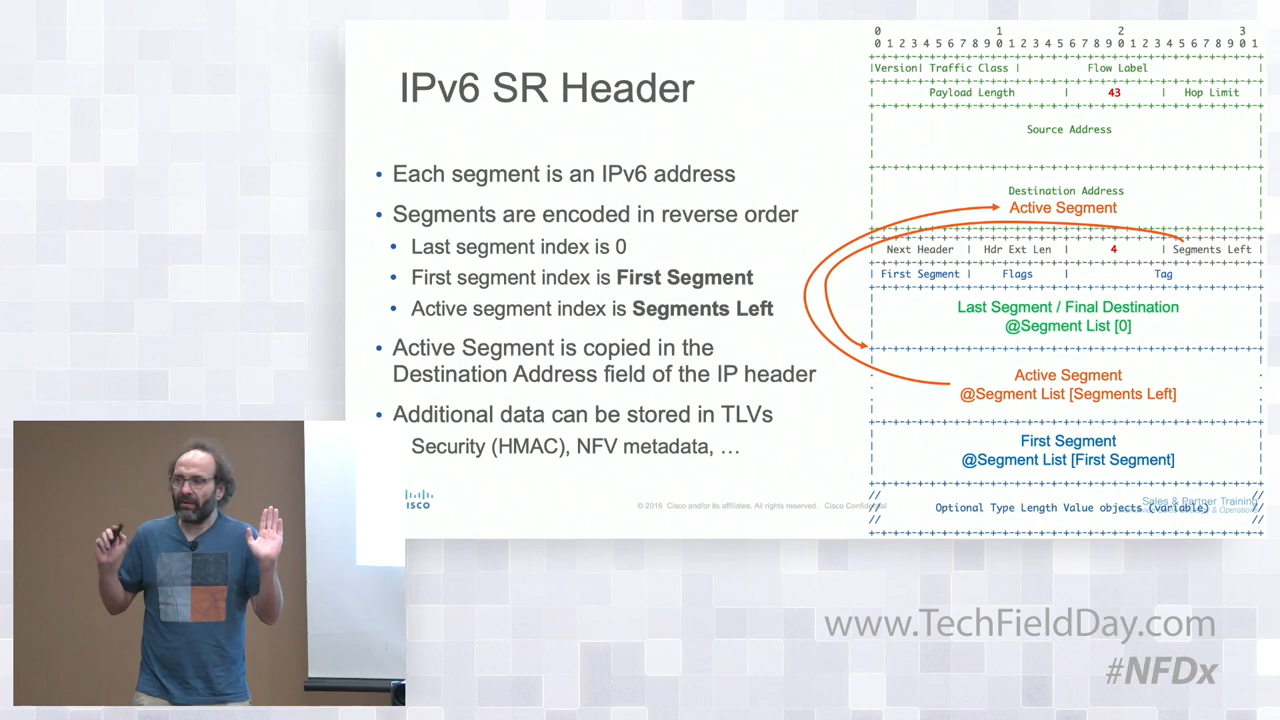 IPv6 SR Header
• Each segment is an IPv6 address
• Segments are encoded in reverse order
• Last segment index is 0
• First segment index is First Segment
• Active segment index is Segments Left
• Active Segment is copied in the
Destination Address field of the IP header
• Additional data can be stored in TLVs
Security (HMAC), NFV metadata, …
CISCO
© 2016 Cisco and/or its affiliates. All rights reserved. Cisco Confidential
0 1 2 3
0 1 2 3 4 5 6 7 8 9 0 1 2 3 4 5 6 7 8 9 0 1 2 3 4 5 6 7 8 9 0 1
|Version| Traffic Class | Flow Label
Payload Length | 43 | Hop Limit
Source Address
Destination Address
Active Segment
| Next Header | Hdr Ext Len | 4 | Segments Left |
| First Segment | Flags | Tag
Last Segment / Final Destination
@Segment List [0]
Active Segment
@Segment List [Segments Left]
First Segment
@Segment List [First Segment]
// //
Sales & Partner Training
Optional Type Length Value objects (variable)
// //
www.TechFieldDay.com
#NFDx